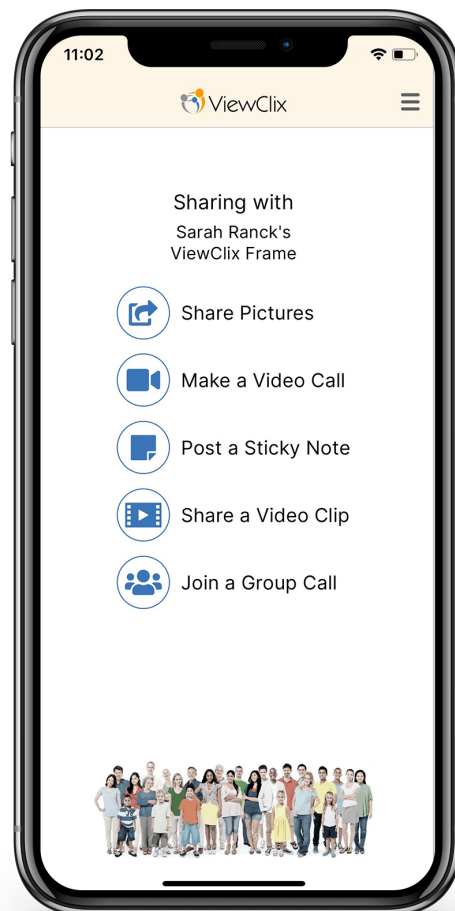 11:02
ViewClix
Sharing with
Sarah Ranck's
ViewClix Frame
Share Pictures
Make a Video Call
Post a Sticky Note
Share a Video Clip
Join a Group Call